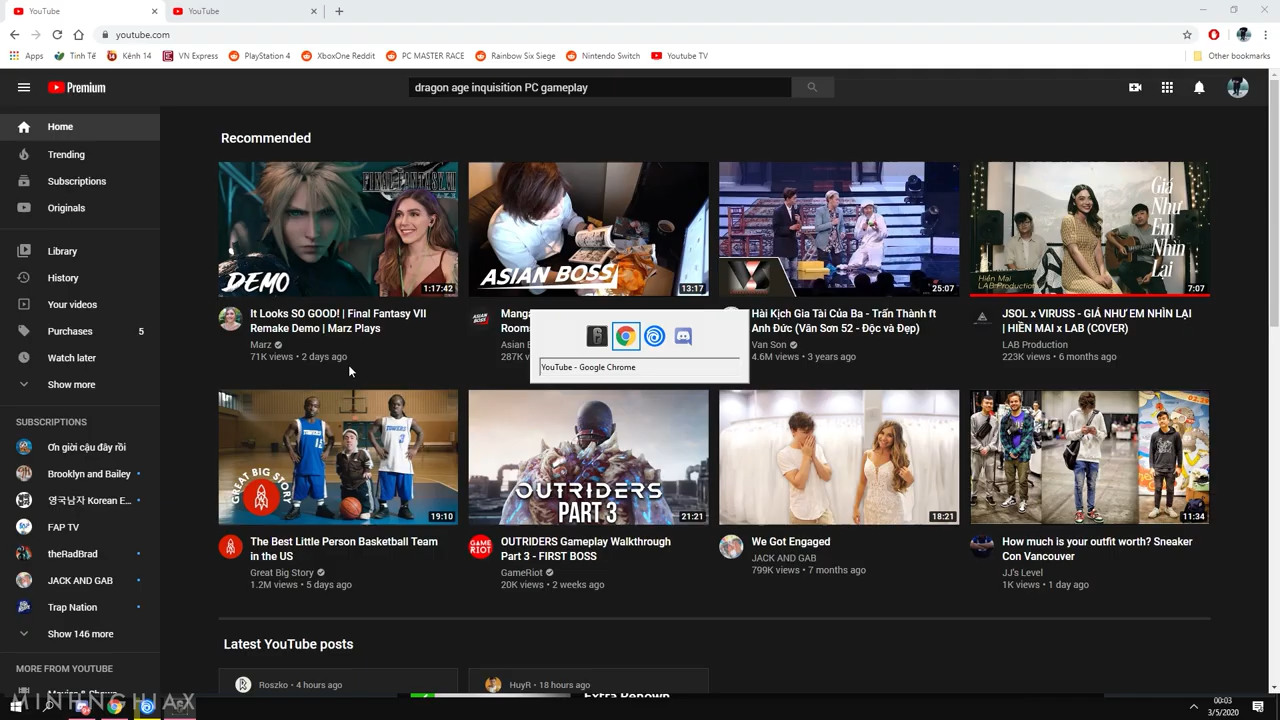 YouTube
YouTube
youtube.com
Apps
Tinh Tế
Kênh 14
VN Express
PlayStation 4
XboxOne Reddit
PC MASTER RACE
Rainbow Six Siege
Nintendo Switch
Youtube TV
Other bookmarks
Premium
dragon age inquisition PC gameplay
Home
Trending
Subscriptions
Originals
Library
History
Your videos
Purchases 5
Watch later
Show more
SUBSCRIPTIONS
Ơn giời cậu đây rồi
Brooklyn and Bailey
영국남자 Korean E...
FAP TV
theRadBrad
JACK AND GAB
Trap Nation
Show 146 more
MORE FROM YOUTUBE
Recommended
FINAL FANTASY VII
DEMO
1:17:42
It Looks SO GOOD! | Final Fantasy VII
Remake Demo | Marz Plays
Marz
71K views • 2 days ago
ASIAN BOSS
13:17
ASIAN BOSS
Manga
Room
Asian B
287K v
25:07
Hài Kịch Gia Tài Của Ba - Trấn Thành ft
Anh Đức (Vân Sơn 52 - Độc và Đẹp)
Van Son
4.6M views • 3 years ago
Giá
Như
Em
Nhìn
Lại
Hiền Mai
LAB Production
7:07
JSOL x VIRUSS - GIÁ NHƯ EM NHÌN LẠI
| HIỀN MAI x LAB (COVER)
LAB Production
223K views • 6 months ago
YouTube - Google Chrome
TOWERS
12
TOWERS
3
GREAT BIG STORY
19:10
The Best Little Person Basketball Team
in the US
Great Big Story
1.2M views • 5 days ago
OUTRIDERS
PART 3
21:21
GAME
RIOT
OUTRIDERS Gameplay Walkthrough
Part 3 - FIRST BOSS
GameRiot
20K views • 2 weeks ago
18:21
We Got Engaged
JACK AND GAB
799K views • 7 months ago
11:34
How much is your outfit worth? Sneaker
Con Vancouver
JJ's Level
1K views • 1 day ago
Latest YouTube posts
Roszko • 4 hours ago
HuyR • 18 hours ago
Extra Renown
MINHNGHIAX
00:03
3/5/2020